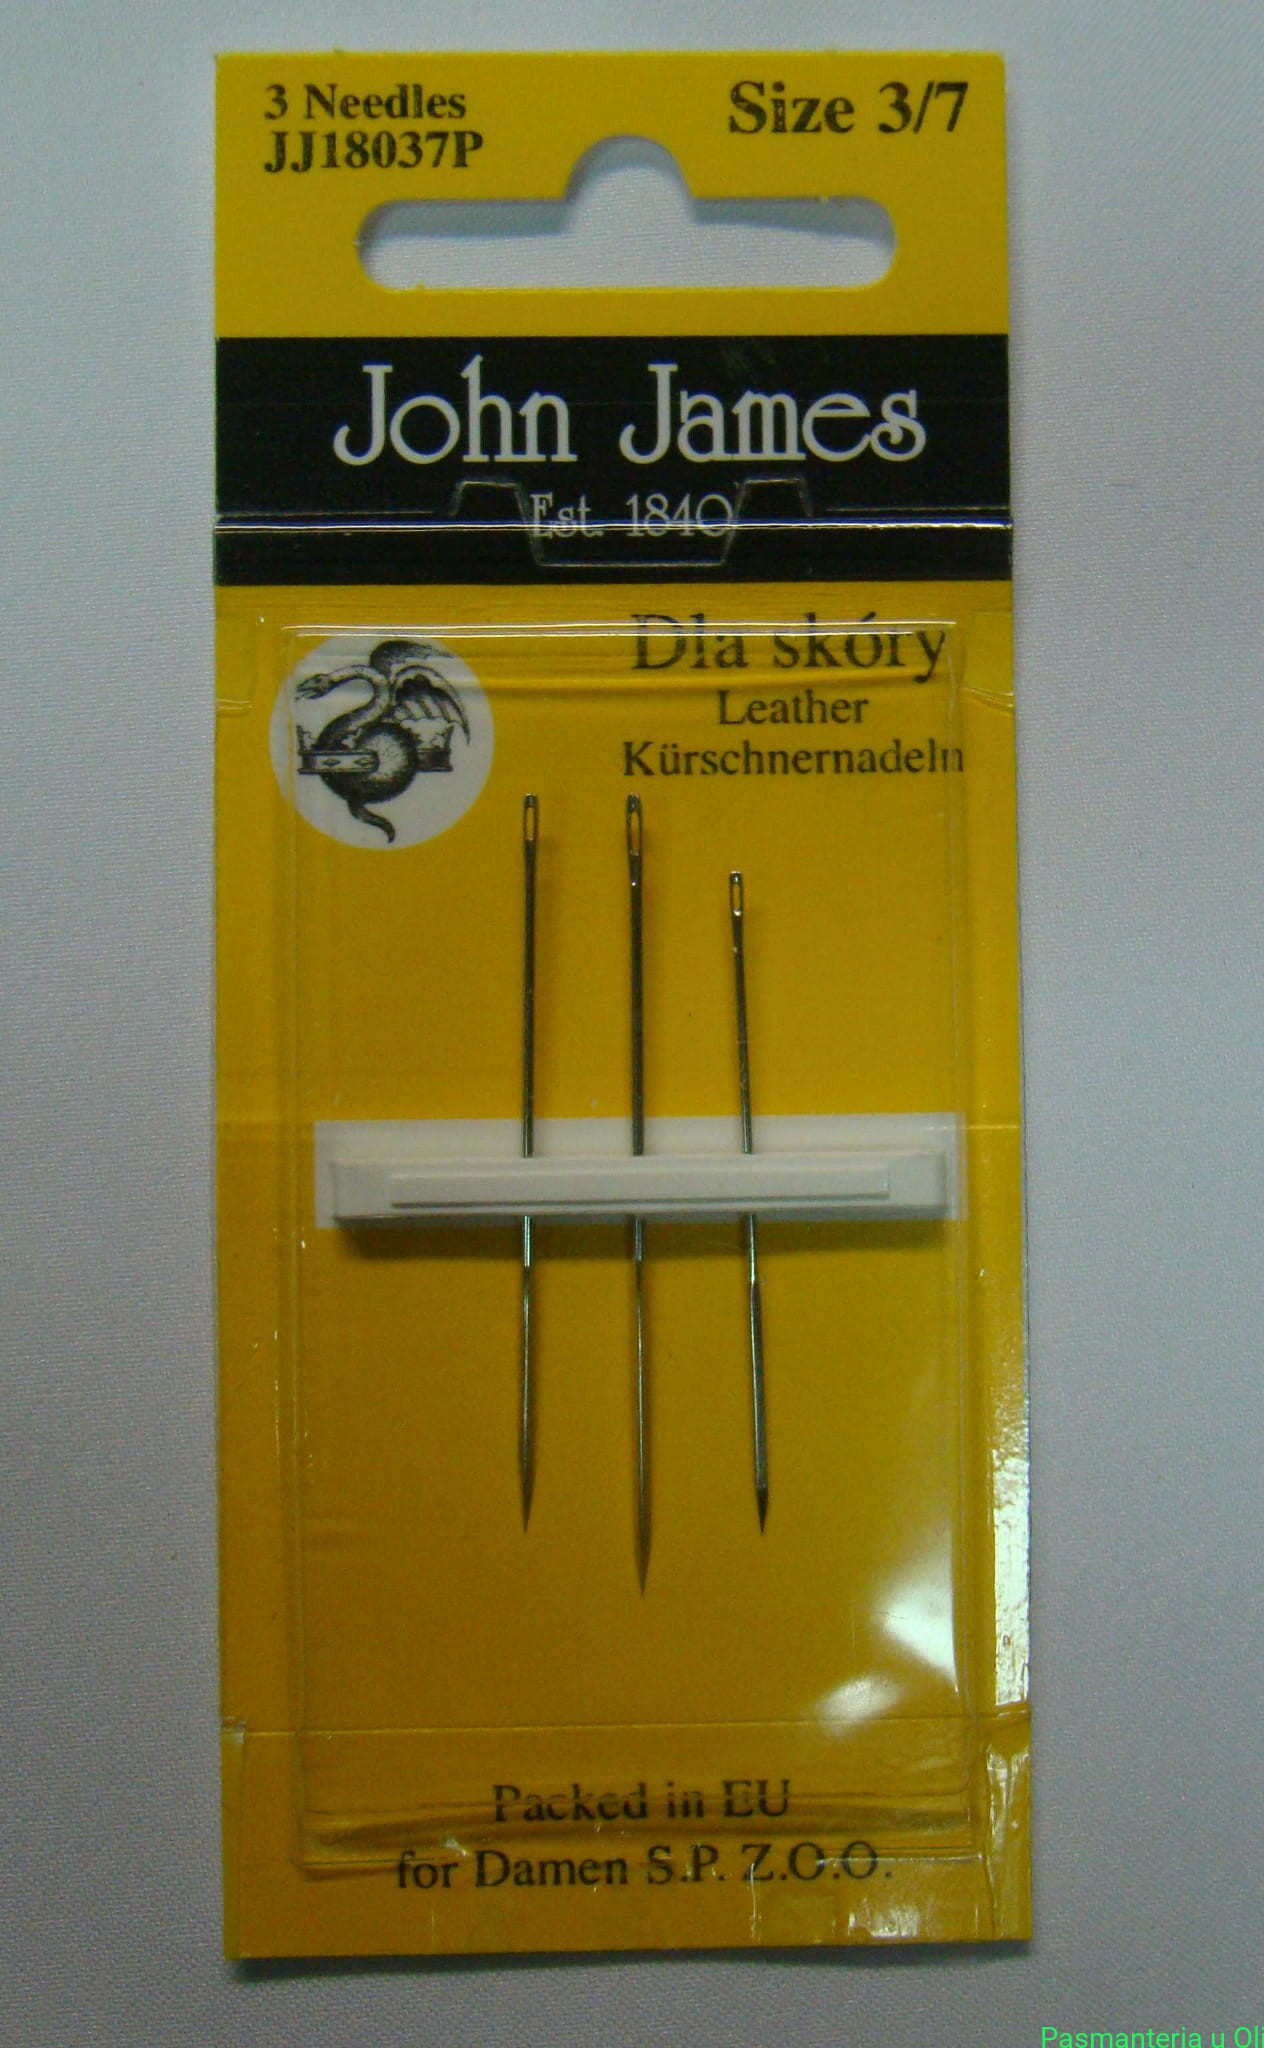 3 Needles
JJ18037P
Size 3/7
John James
Est. 1840
Dla skóry
Leather
Kürschnernadeln
Packed in EU
for Damen S.P. Z.O.O.
Pasmanteria u